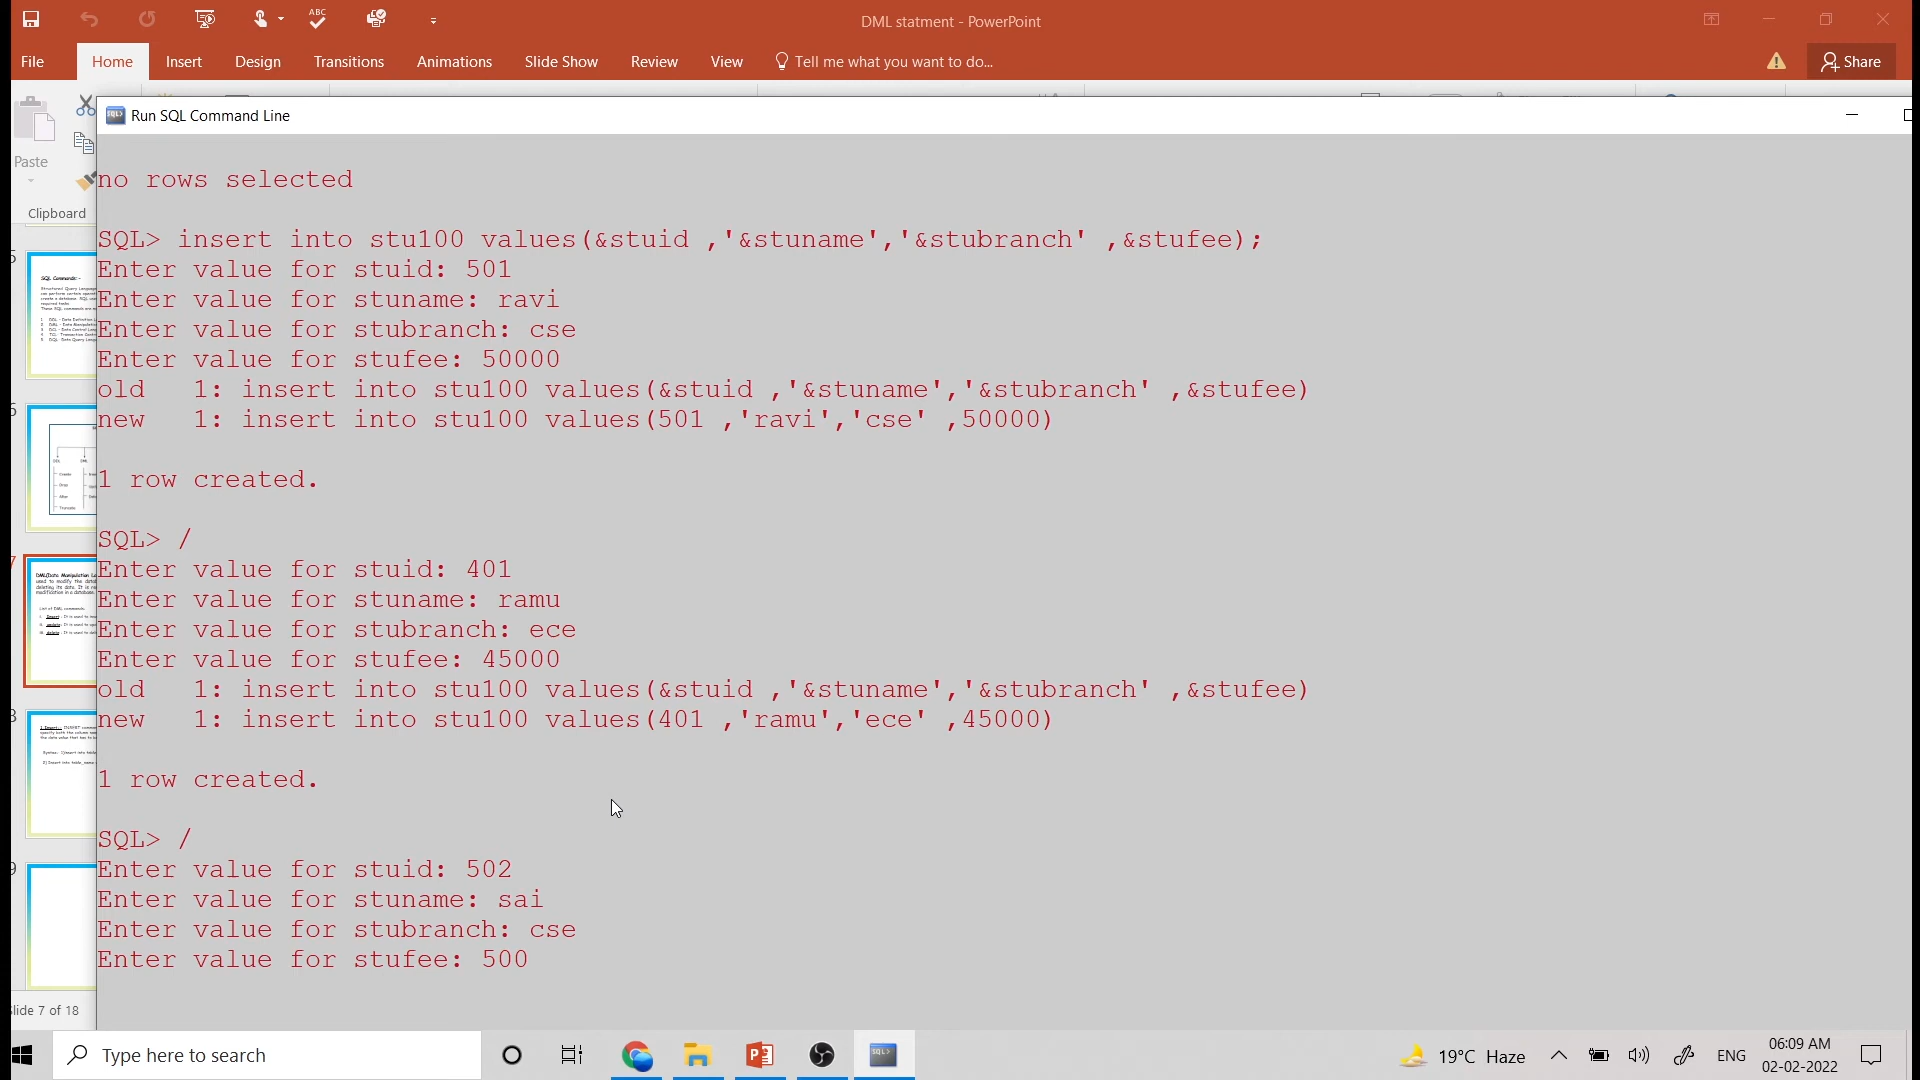 ABC
DML statment - PowerPoint
File Home Insert Design Transitions Animations Slide Show Review View Tell me what you want to do... Share
Paste
Clipboard
Run SQL Command Line
no rows selected
SQL> insert into stu100 values(&stuid ,'&stuname','&stubranch' ,&stufee);
Enter value for stuid: 501
Enter value for stuname: ravi
Enter value for stubranch: cse
Enter value for stufee: 50000
old 1: insert into stu100 values(&stuid ,'&stuname','&stubranch' ,&stufee)
new 1: insert into stu100 values(501 ,'ravi','cse' ,50000)
1 row created.
SQL> /
Enter value for stuid: 401
Enter value for stuname: ramu
Enter value for stubranch: ece
Enter value for stufee: 45000
old 1: insert into stu100 values(&stuid ,'&stuname','&stubranch' ,&stufee)
new 1: insert into stu100 values(401 ,'ramu','ece' ,45000)
1 row created.
SQL> /
Enter value for stuid: 502
Enter value for stuname: sai
Enter value for stubranch: cse
Enter value for stufee: 500
lide 7 of 18
Type here to search
19°C Haze
ENG
06:09 AM
02-02-2022